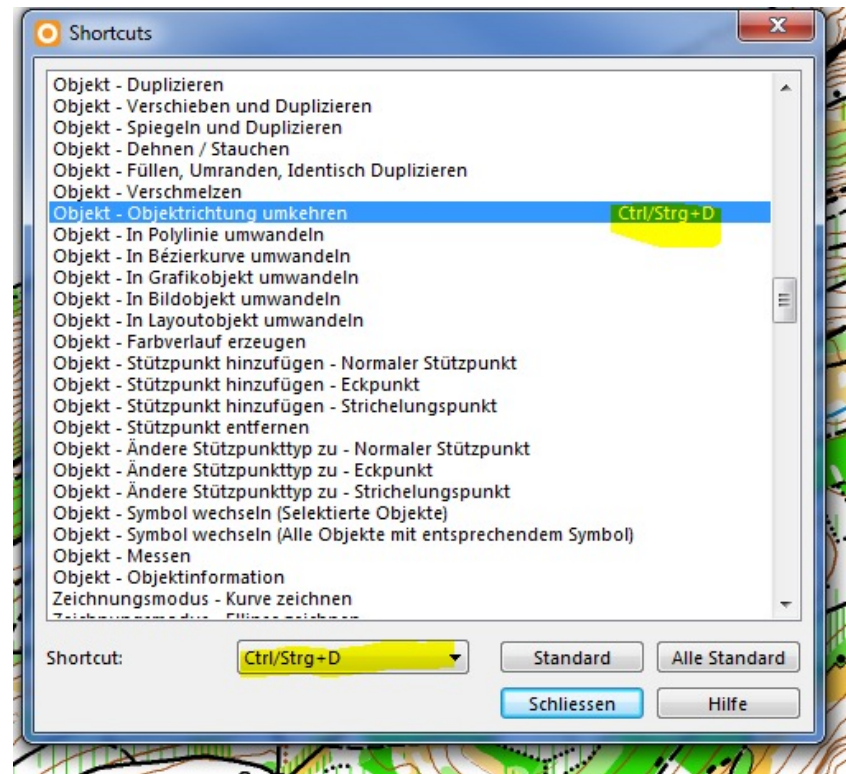 Shortcuts
Objekt - Duplizieren
Objekt - Verschieben und Duplizieren
Objekt - Spiegeln und Duplizieren
Objekt - Dehnen / Stauchen
Objekt - Füllen, Umranden, Identisch Duplizieren
Objekt - Verschmelzen
Objekt - Objektrichtung umkehren Ctrl/Strg+D
Objekt - In Polylinie umwandeln
Objekt - In Bézierkurve umwandeln
Objekt - In Grafikobjekt umwandeln
Objekt - In Bildobjekt umwandeln
Objekt - In Layoutobjekt umwandeln
Objekt - Farbverlauf erzeugen
Objekt - Stützpunkt hinzufügen - Normaler Stützpunkt
Objekt - Stützpunkt hinzufügen - Eckpunkt
Objekt - Stützpunkt hinzufügen - Strichelungspunkt
Objekt - Stützpunkt entfernen
Objekt - Ändere Stützpunkttyp zu - Normaler Stützpunkt
Objekt - Ändere Stützpunkttyp zu - Eckpunkt
Objekt - Ändere Stützpunkttyp zu - Strichelungspunkt
Objekt - Symbol wechseln (Selektierte Objekte)
Objekt - Symbol wechseln (Alle Objekte mit entsprechendem Symbol)
Objekt - Messen
Objekt - Objektinformation
Zeichnungsmodus - Kurve zeichnen
Shortcut: Ctrl/Strg+D Standard Alle Standard
Schliessen Hilfe